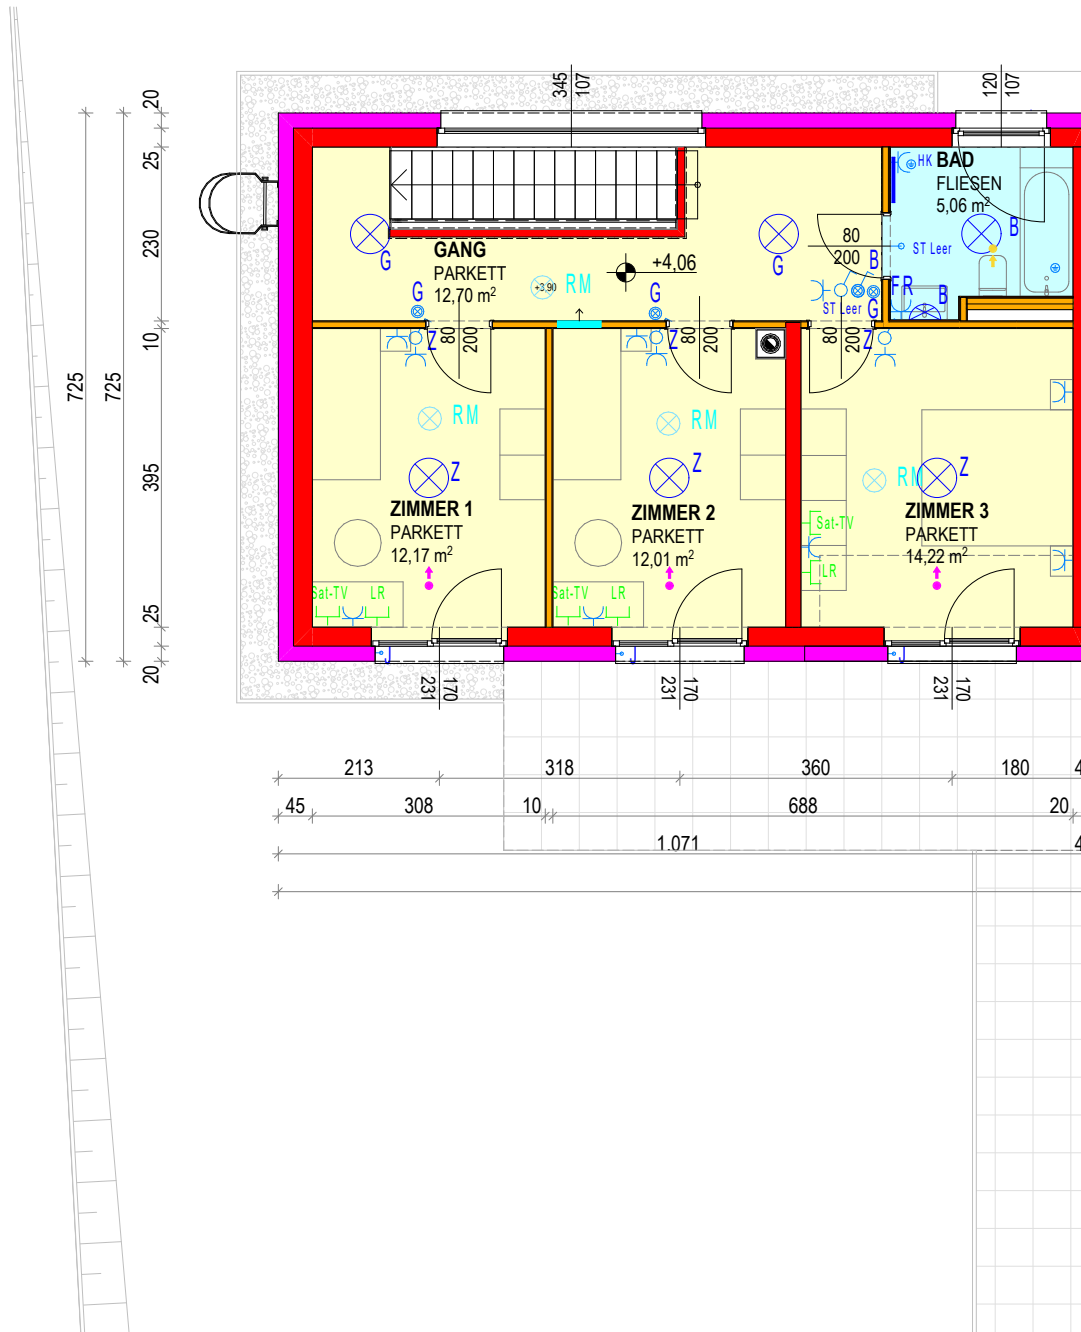 345
107
120
107
20
25
230
10
395
25
20
725
725
HK
BAD
FLIESEN
5,06 m²
B
ST Leer
80
200
B
FR
B
G
ST Leer
G
G
GANG
PARKETT
12,70 m²
+4,06
+3,90
RM
G
G
Z
80
200
Z
80
200
Z
80
200
RM
RM
RM
Z
Z
Z
ZIMMER 1
PARKETT
12,17 m²
ZIMMER 2
PARKETT
12,01 m²
ZIMMER 3
PARKETT
14,22 m²
Sat-TV
LR
Sat-TV
LR
Sat-TV
LR
J
J
J
231
170
231
170
231
170
213
318
360
180
4
45
308
10
688
20
1.071
4